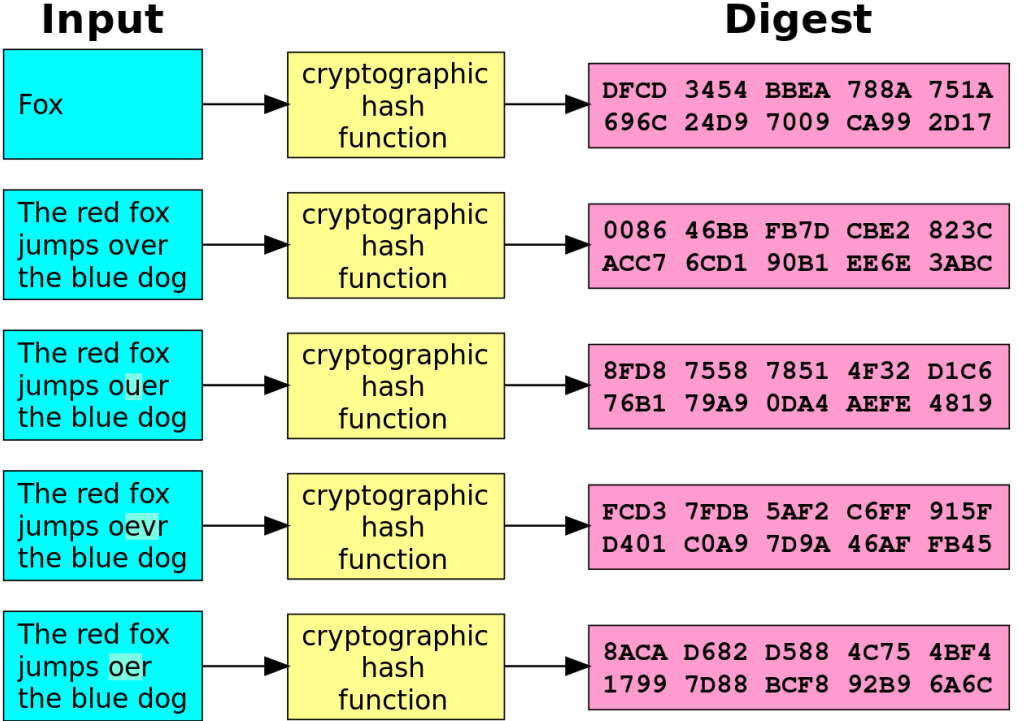 Input
Digest
Fox
cryptographic
hash
function
DFCD 3454 BBEA 788A 751A
696C 24D9 7009 CA99 2D17
The red fox
jumps over
the blue dog
cryptographic
hash
function
0086 46BB FB7D CBE2 823C
ACC7 6CD1 90B1 EE6E 3ABC
The red fox
jumps ouer
the blue dog
cryptographic
hash
function
8FD8 7558 7851 4F32 D1C6
76B1 79A9 0DA4 AEFE 4819
The red fox
jumps oevr
the blue dog
cryptographic
hash
function
FCD3 7FDB 5AF2 C6FF 915F
D401 C0A9 7D9A 46AF FB45
The red fox
jumps oer
the blue dog
cryptographic
hash
function
8ACA D682 D588 4C75 4BF4
1799 7D88 BCF8 92B9 6A6C